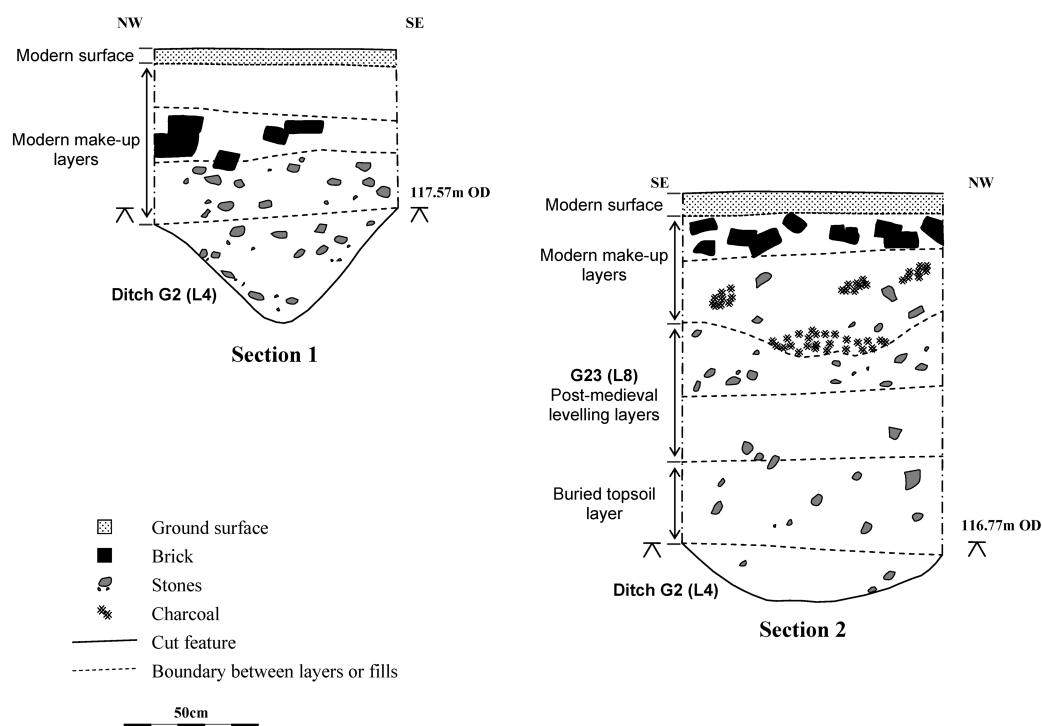 NW
SE
Modern surface
Modern make-up
layers
117.57m OD
Ditch G2 (L4)
Section 1
SE
NW
Modern surface
Modern make-up
layers
G23 (L8)
Post-medieval
levelling layers
Buried topsoil
layer
116.77m OD
Ditch G2 (L4)
Section 2
Ground surface
Brick
Stones
Charcoal
Cut feature
Boundary between layers or fills
50cm